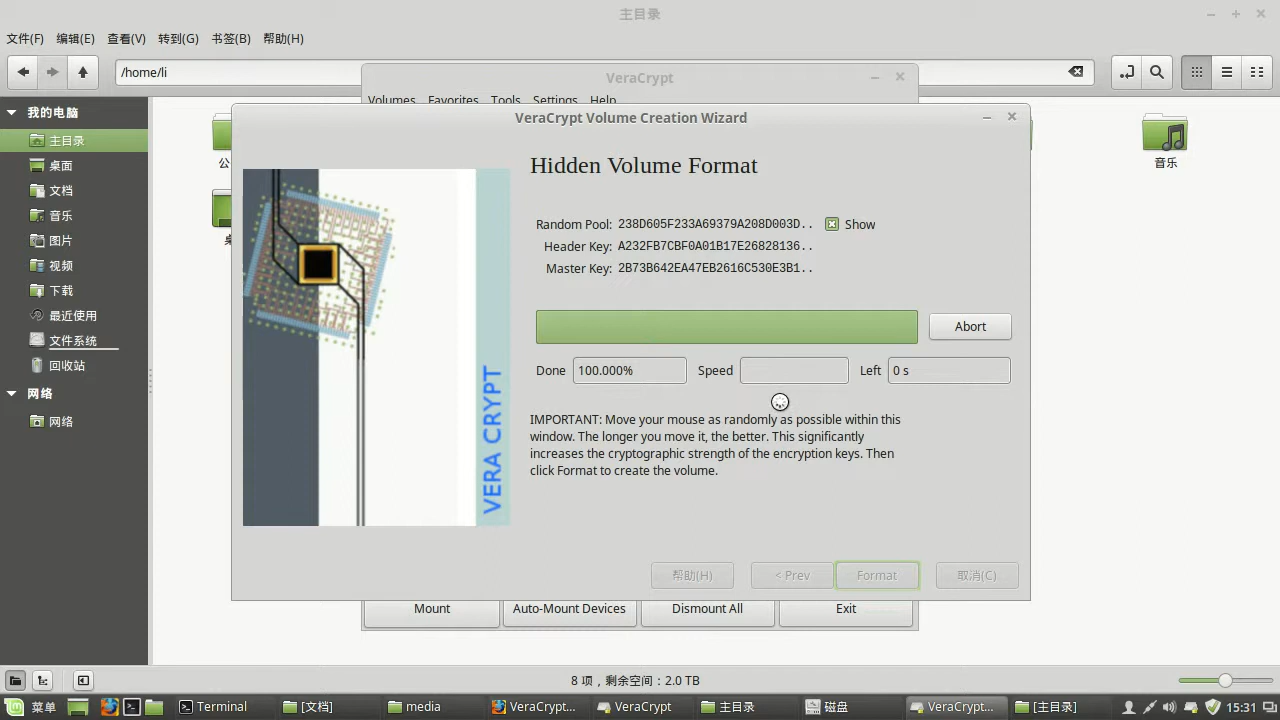 主目录
文件(F) 编辑(E) 查看(V) 转到(G) 书签(B) 帮助(H)
/home/li
VeraCrypt
Volumes Favorites Tools Settings Help
VeraCrypt Volume Creation Wizard
我的电脑
主目录
桌面
文档
音乐
图片
视频
下载
最近使用
文件系统
回收站
网络
网络
公
音乐
VERA CRYPT
Hidden Volume Format
Random Pool: 238D605F233A69379A208D003D.. Show
Header Key: A232FB7CBF0A01B17E26828136..
Master Key: 2B73B642EA47EB2616C530E3B1..
Abort
Done 100.000% Speed Left 0 s
IMPORTANT: Move your mouse as randomly as possible within this
window. The longer you move it, the better. This significantly
increases the cryptographic strength of the encryption keys. Then
click Format to create the volume.
帮助(H) < Prev Format 取消(C)
Mount Auto-Mount Devices Dismount All Exit
8 项，剩余空间：2.0 TB
菜单 Terminal [文档] media VeraCrypt... VeraCrypt 主目录 磁盘 VeraCrypt... [主目录] 15:31